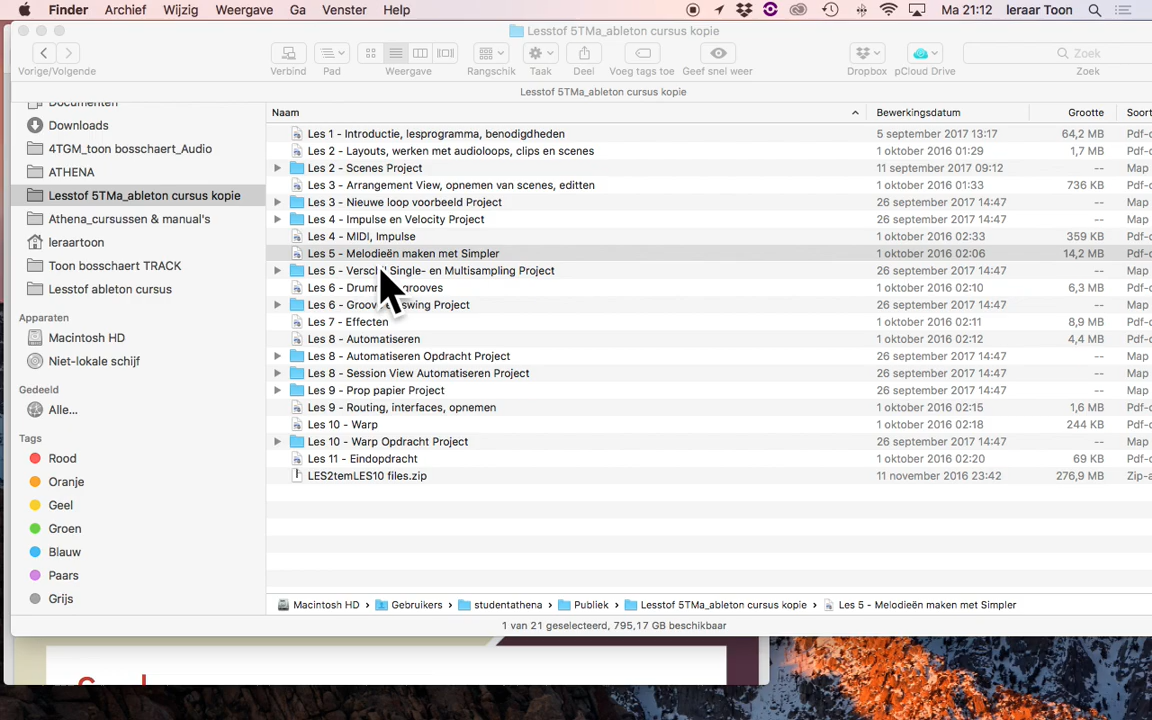 Finder Archief Wijzig Weergave Ga Venster Help Ma 21:12 leraar Toon
Lesstof 5TMa_ableton cursus kopie
Zoek
Vorige/Volgende Verbind Pad Weergave Rangschik Taak Deel Voeg tags toe Geef snel weer Dropbox pCloud Drive Zoek
Lesstof 5TMa_ableton cursus kopie
Documenten
Downloads
4TGM_toon bosschaert_Audio
ATHENA
Lesstof 5TMa_ableton cursus kopie
Athena_cursussen & manual's
leraartoon
Toon bosschaert TRACK
Lesstof ableton cursus
Apparaten
Macintosh HD
Niet-lokale schijf
Gedeeld
Alle...
Tags
Rood
Oranje
Geel
Groen
Blauw
Paars
Grijs
Naam Bewerkingsdatum Grootte Soort
Les 1 - Introductie, lesprogramma, benodigdheden 5 september 2017 13:17 64,2 MB Pdf-
Les 2 - Layouts, werken met audioloops, clips en scenes 1 oktober 2016 01:29 1,7 MB Pdf-
Les 2 - Scenes Project 11 september 2017 09:12 -- Map
Les 3 - Arrangement View, opnemen van scenes, editten 1 oktober 2016 01:33 736 KB Pdf-
Les 3 - Nieuwe loop voorbeeld Project 26 september 2017 14:47 -- Map
Les 4 - Impulse en Velocity Project 26 september 2017 14:47 -- Map
Les 4 - MIDI, Impulse 1 oktober 2016 02:33 359 KB Pdf-
Les 5 - Melodieën maken met Simpler 1 oktober 2016 02:06 14,2 MB Pdf-
Les 5 - Verschil Single- en Multisampling Project 26 september 2017 14:47 -- Map
Les 6 - grooves 1 oktober 2016 02:10 6,3 MB Pdf-
Les 6 - Swing Project 26 september 2017 14:47 -- Map
Les 7 - Effecten 1 oktober 2016 02:11 8,9 MB Pdf-
Les 8 - Automatiseren 1 oktober 2016 02:12 4,4 MB Pdf-
Les 8 - Automatiseren Opdracht Project 26 september 2017 14:47 -- Map
Les 8 - Session View Automatiseren Project 26 september 2017 14:47 -- Map
Les 9 - Prop papier Project 26 september 2017 14:47 -- Map
Les 9 - Routing, interfaces, opnemen 1 oktober 2016 02:15 1,6 MB Pdf-
Les 10 - Warp 1 oktober 2016 02:18 244 KB Pdf-
Les 10 - Warp Opdracht Project 26 september 2017 14:47 -- Map
Les 11 - Eindopdracht 1 oktober 2016 02:20 69 KB Pdf-
LES2temLES10 files.zip 11 november 2016 23:42 276,9 MB Zip-
Macintosh HD › Gebruikers › studentathena › Publiek › Lesstof 5TMa_ableton cursus kopie › Les 5 - Melodieën maken met Simpler
1 van 21 geselecteerd, 795,17 GB beschikbaar